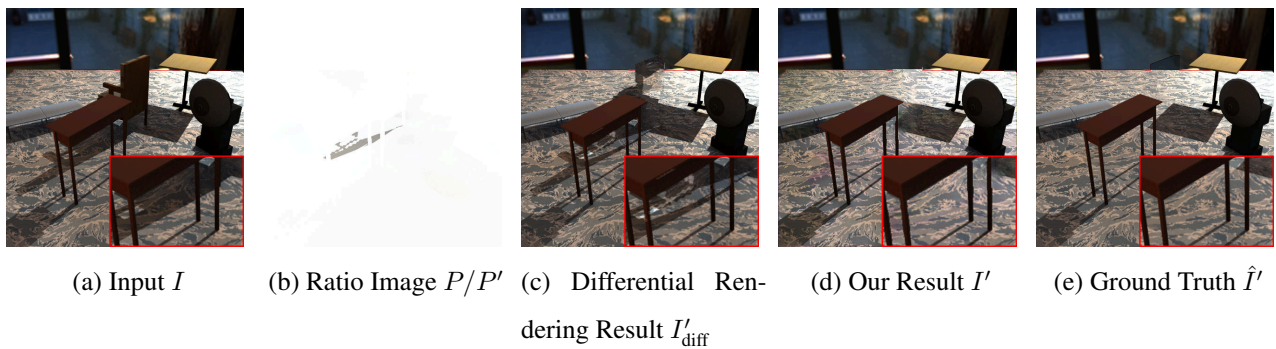 (a) Input I
(b) Ratio Image P/P′
(c) Differential Ren-
dering Result I′diff
(d) Our Result I′
(e) Ground Truth Î′